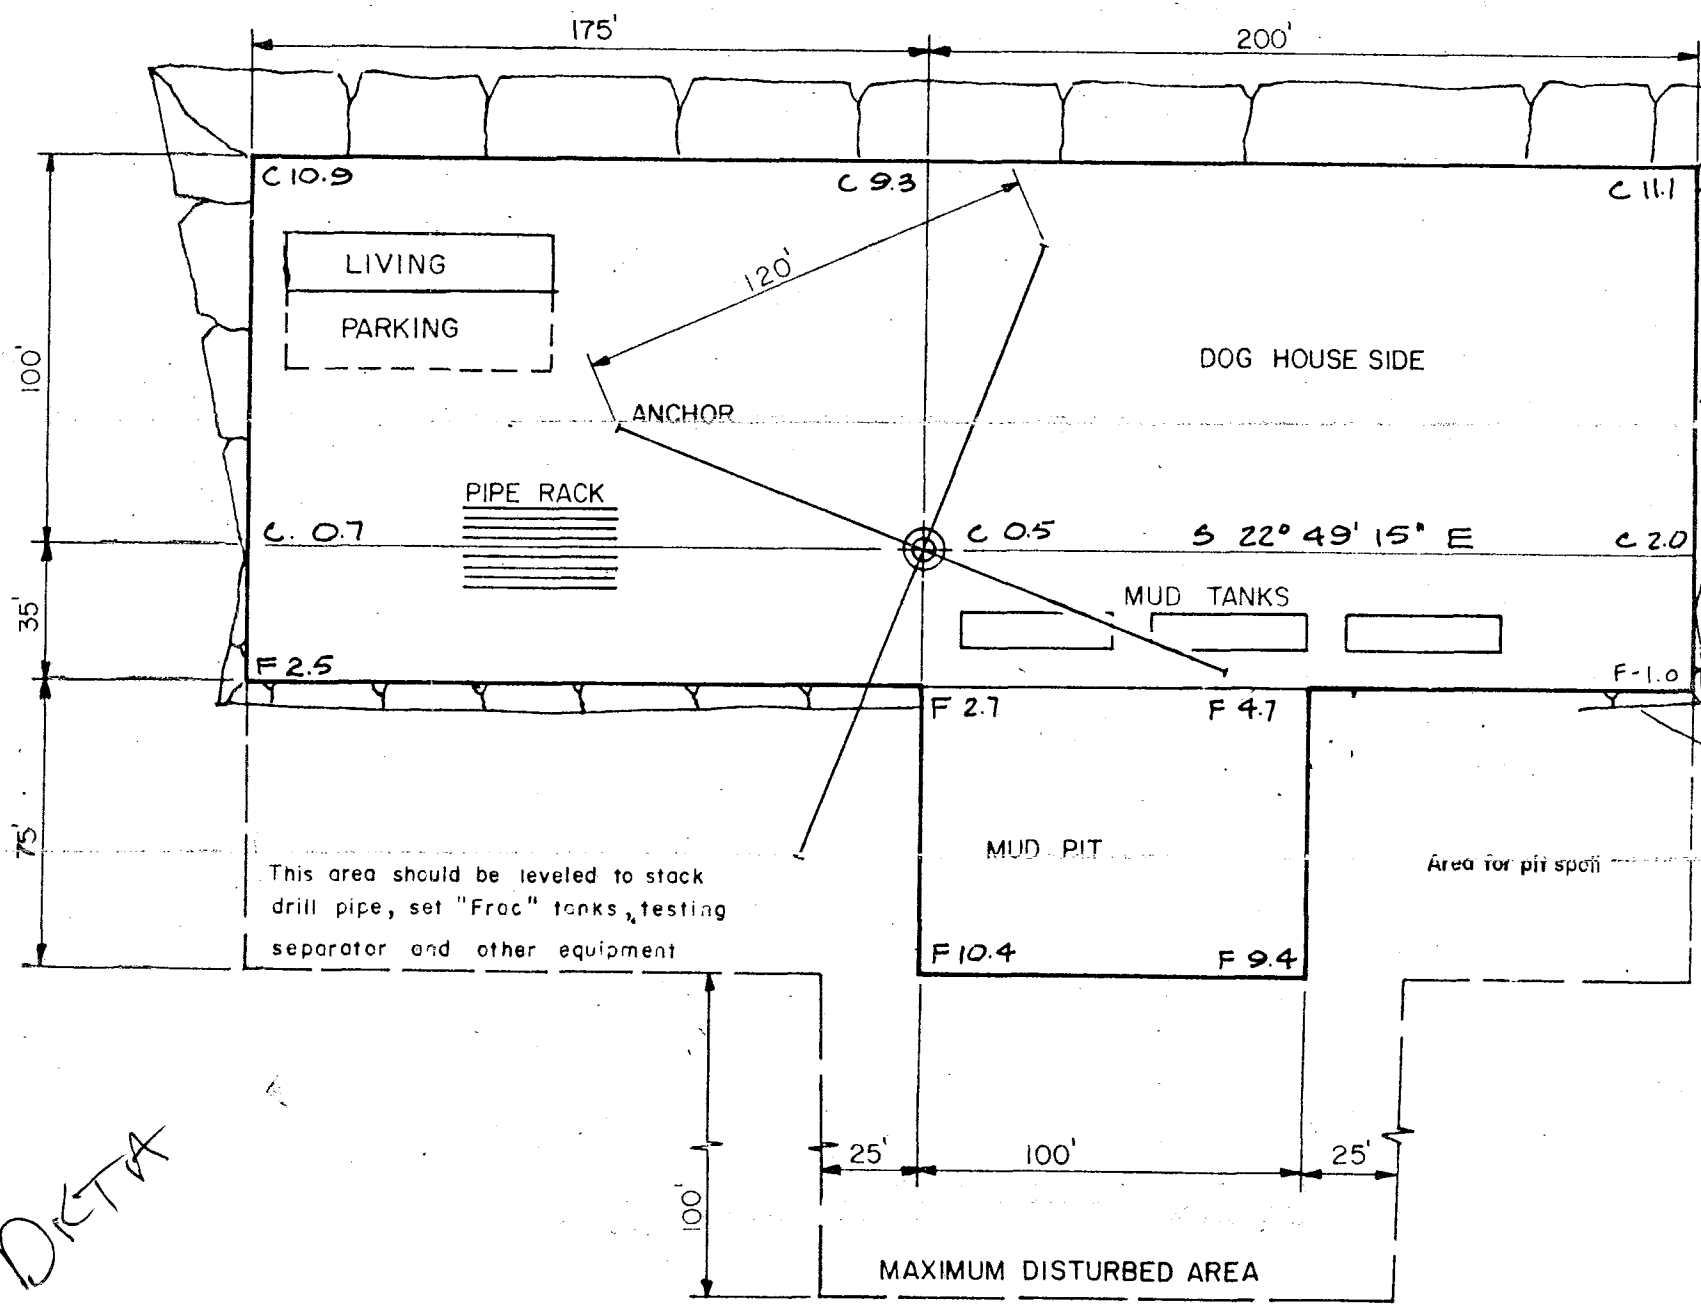 175'
200'
C 10.9
C 9.3
C 11.1
LIVING
PARKING
120'
100'
DOG HOUSE SIDE
ANCHOR
PIPE RACK
C. 0.7
C 0.5
S 22° 49' 15" E
C 2.0
35'
MUD TANKS
F 2.5
F-1.0
F 2.7
F 4.7
75'
MUD PIT
Area for pit spoil
This area should be leveled to stack
drill pipe, set "Frac" tanks, testing
separator and other equipment
F 10.4
F 9.4
25'
100'
25'
100'
MAXIMUM DISTURBED AREA